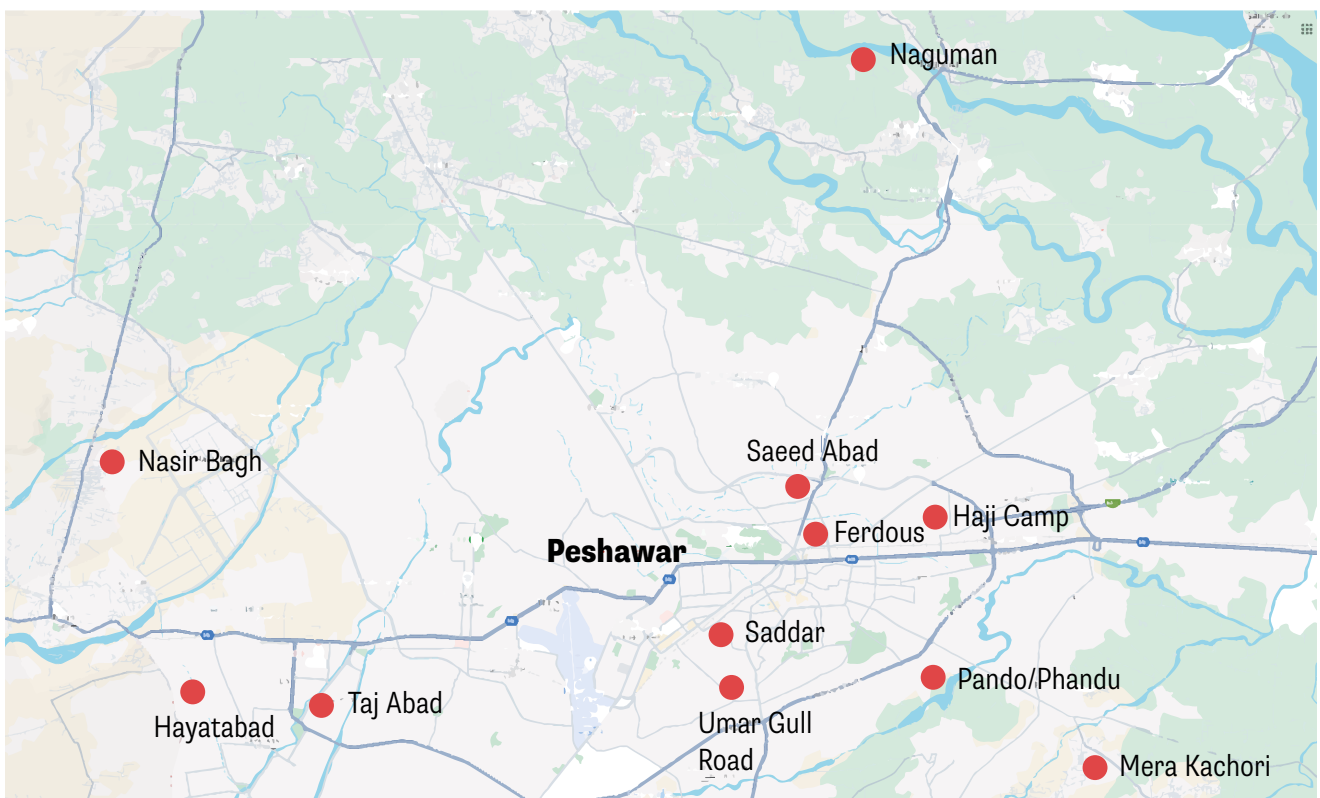 Naguman
Saeed Abad
Nasir Bagh
Haji Camp
Ferdous
Peshawar
Saddar
Pando/Phandu
Taj Abad
Hayatabad
Umar Gull
Road
Mera Kachori